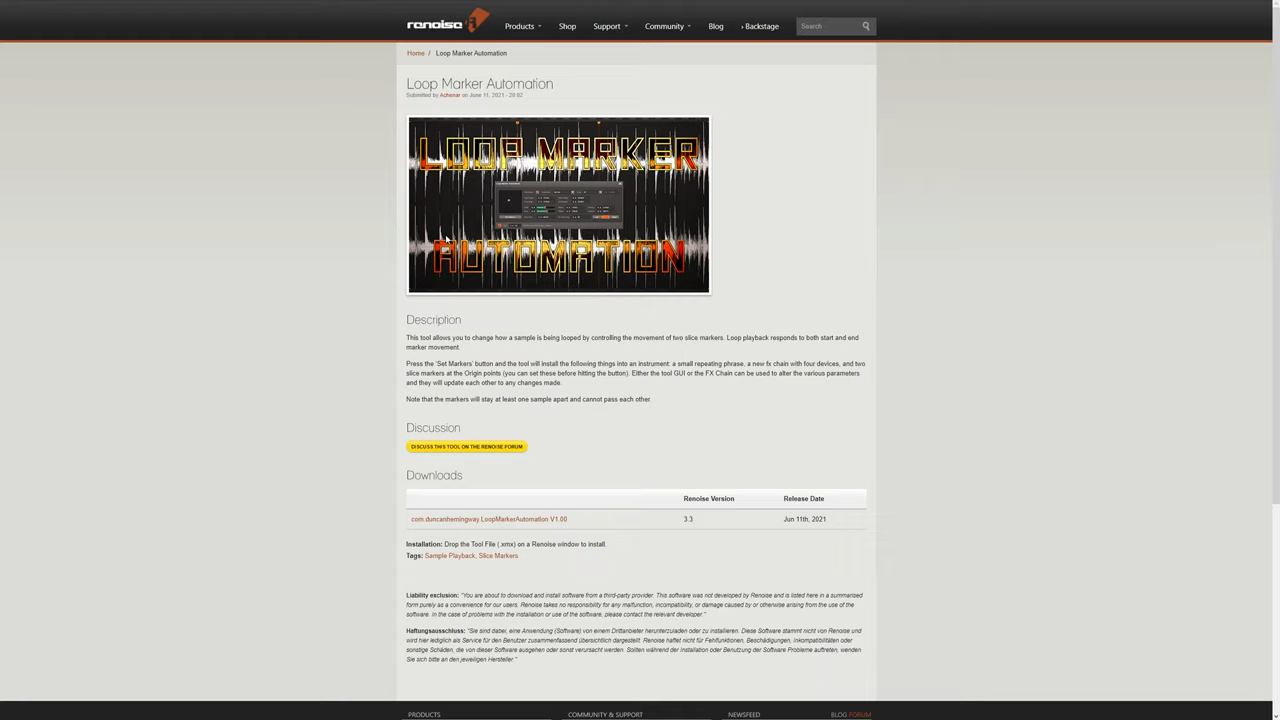 renoise
Products Shop Support Community Blog › Backstage Search
Home / Loop Marker Automation
Loop Marker Automation
Submitted by Achenar on June 11, 2021 - 20:02
LOOP MARKER
AUTOMATION
Description
This tool allows you to change how a sample is being looped by controlling the movement of two slice markers. Loop playback responds to both start and end
marker movement.
Press the 'Set Markers' button and the tool will install the following things into an instrument: a small repeating phrase, a new fx chain with four devices, and two
slice markers at the Origin points (you can set these before hitting the button). Either the tool GUI or the FX Chain can be used to alter the various parameters
and they will update each other to any changes made.
Note that the markers will stay at least one sample apart and cannot pass each other.
Discussion
DISCUSS THIS TOOL ON THE RENOISE FORUM
Downloads
Renoise Version Release Date
com.duncanhemingway.LoopMarkerAutomation V1.00 3.3 Jun 11th, 2021
Installation: Drop the Tool File (.xrnx) on a Renoise window to install.
Tags: Sample Playback, Slice Markers
Liability exclusion: "You are about to download and install software from a third-party provider. This software was not developed by Renoise and is listed here in a summarised
form purely as a convenience for our users. Renoise takes no responsibility for any malfunction, incompatibility, or damage caused by or otherwise arising from the use of the
software. In the case of problems with the installation or use of the software, please contact the relevant developer."
Haftungsausschluss: "Sie sind dabei, eine Anwendung (Software) von einem Drittanbieter herunterzuladen oder zu installieren. Diese Software stammt nicht von Renoise und
wird hier lediglich als Service für den Benutzer zusammenfassend übersichtlich dargestellt. Renoise haftet nicht für Fehlfunktionen, Beschädigungen, Inkompatibilitäten oder
sonstige Schäden, die von dieser Software ausgehen oder sonst verursacht werden. Sollten während der Installation oder Benutzung der Software Probleme auftreten, wenden
Sie sich bitte an den jeweiligen Hersteller."
PRODUCTS COMMUNITY & SUPPORT NEWSFEED BLOG FORUM